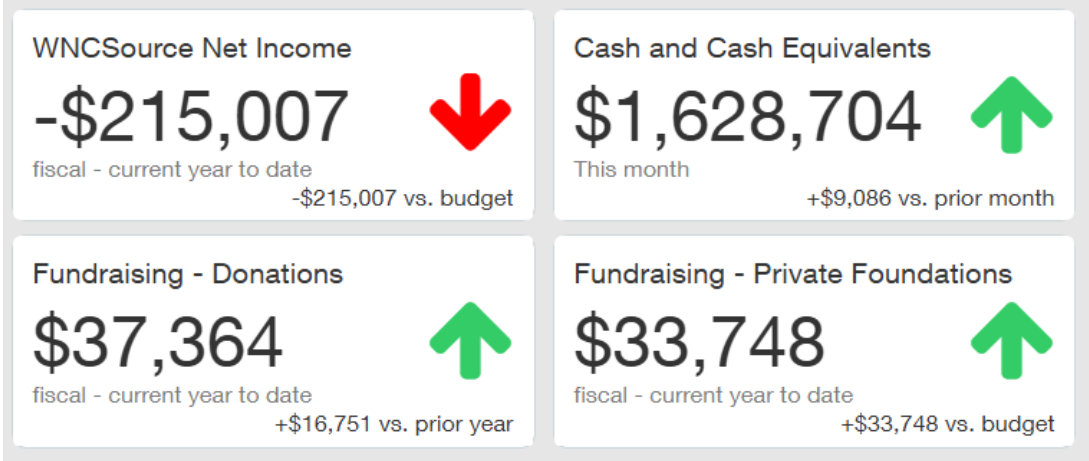 WNCSource Net Income
-$215,007
fiscal - current year to date
-$215,007 vs. budget
Cash and Cash Equivalents
$1,628,704
This month
+$9,086 vs. prior month
Fundraising - Donations
$37,364
fiscal - current year to date
+$16,751 vs. prior year
Fundraising - Private Foundations
$33,748
fiscal - current year to date
+$33,748 vs. budget